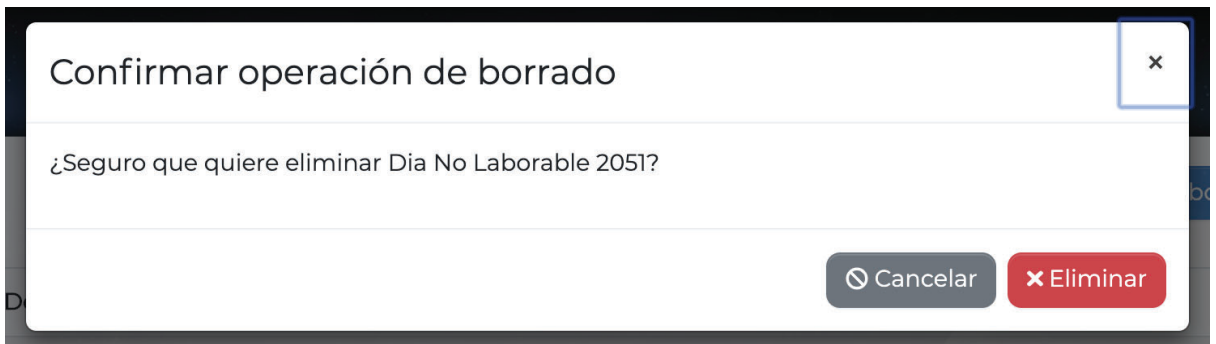 Confirmar operación de borrado
×
¿Seguro que quiere eliminar Dia No Laborable 2051?
Cancelar
Eliminar